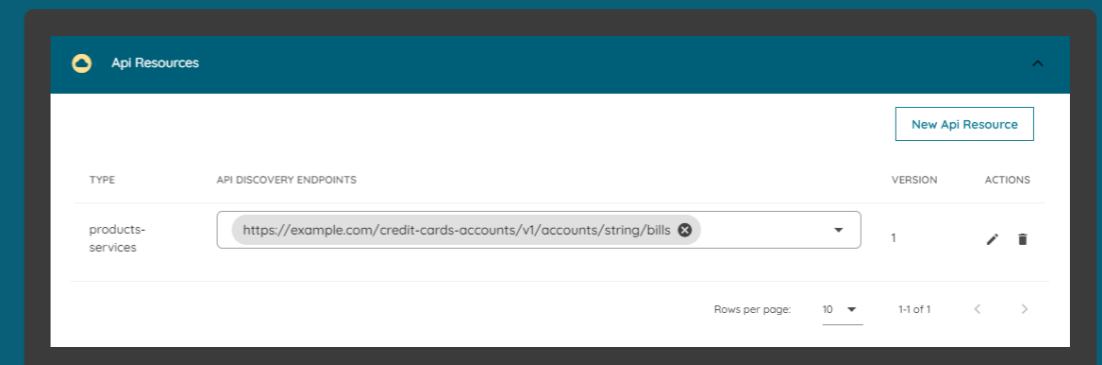 Api Resources
New Api Resource
TYPE API DISCOVERY ENDPOINTS VERSION ACTIONS
products-
services
https://example.com/credit-cards-accounts/v1/accounts/string/bills
1
Rows per page: 10 1-1 of 1